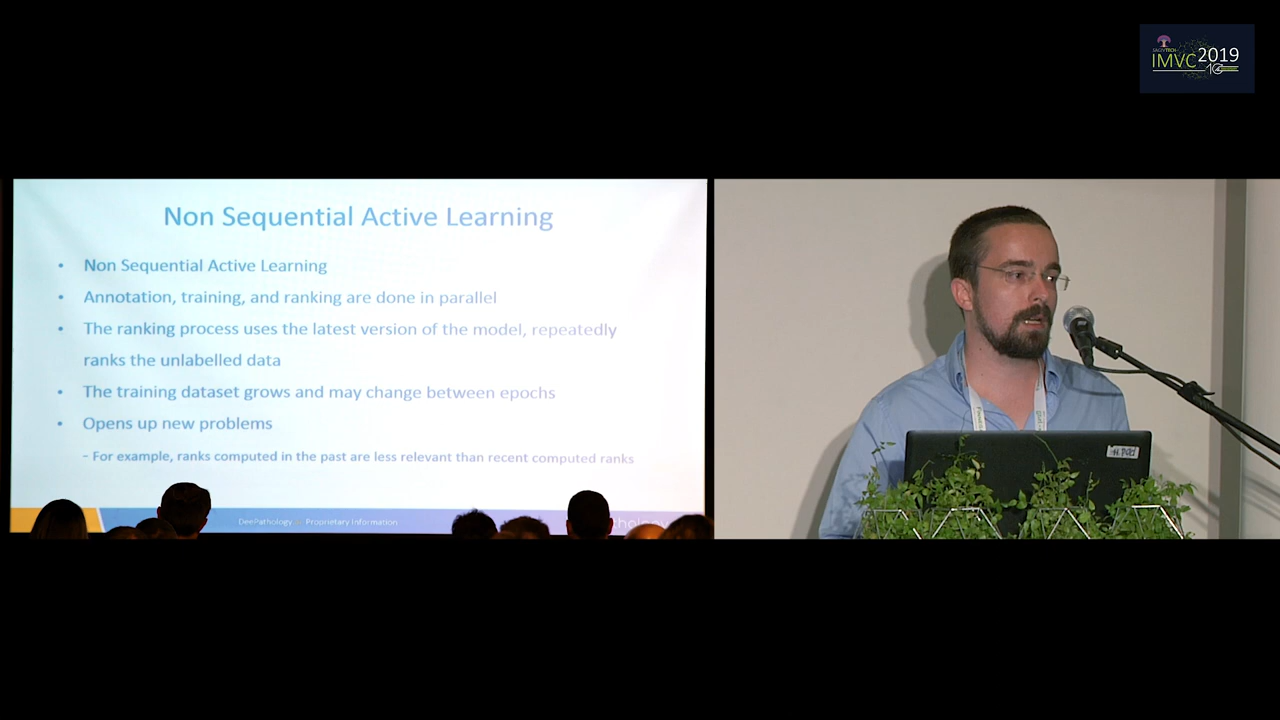 SAGIVTECH
IMVC 2019
10
Non Sequential Active Learning
• Non Sequential Active Learning
• Annotation, training, and ranking are done in parallel
• The ranking process uses the latest version of the model, repeatedly
ranks the unlabelled data
• The training dataset grows and may change between epochs
• Opens up new problems
– For example, ranks computed in the past are less relevant than recent computed ranks
DeePathology Proprietary Information